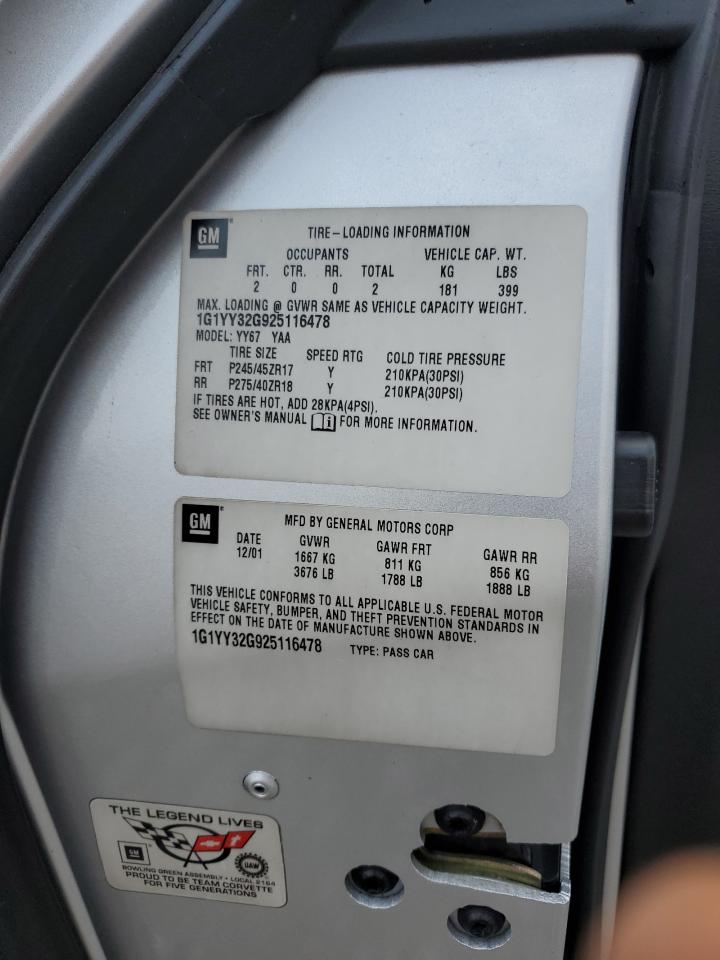 GM
TIRE-LOADING INFORMATION
OCCUPANTS VEHICLE CAP. WT.
FRT. CTR. RR. TOTAL KG LBS
2 0 0 2 181 399
MAX. LOADING @ GVWR SAME AS VEHICLE CAPACITY WEIGHT.
1G1YY32G925116478
MODEL: YY67 YAA
TIRE SIZE SPEED RTG COLD TIRE PRESSURE
FRT P245/45ZR17 Y 210KPA(30PSI)
RR P275/40ZR18 Y 210KPA(30PSI)
IF TIRES ARE HOT, ADD 28KPA(4PSI).
SEE OWNER'S MANUAL i FOR MORE INFORMATION.
GM
MFD BY GENERAL MOTORS CORP
DATE GVWR GAWR FRT GAWR RR
12/01 1667 KG 811 KG 856 KG
3676 LB 1788 LB 1888 LB
THIS VEHICLE CONFORMS TO ALL APPLICABLE U.S. FEDERAL MOTOR
VEHICLE SAFETY, BUMPER, AND THEFT PREVENTION STANDARDS IN
EFFECT ON THE DATE OF MANUFACTURE SHOWN ABOVE.
1G1YY32G925116478 TYPE: PASS CAR
THE LEGEND LIVES
GM UAW
BOWLING GREEN ASSEMBLY • LOCAL 2164
PROUD TO BE TEAM CORVETTE
FOR FIVE GENERATIONS